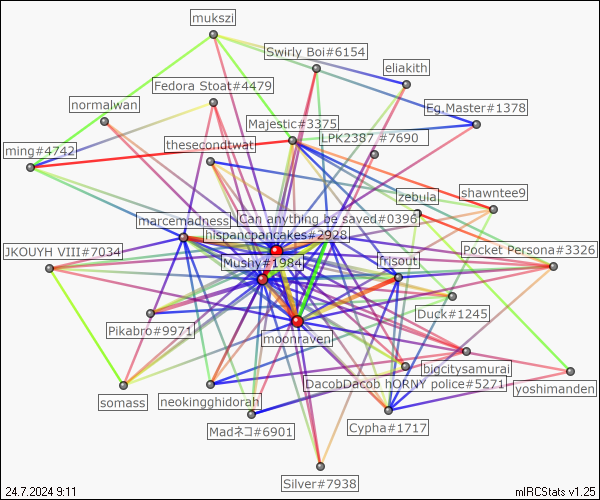 mukszi
Swirly Boi#6154
eliakith
Fedora Stoat#4479
normalwan
Eg.Master#1378
Majestic#3375
LPK2387 #7690
thesecondtwat
ming#4742
zebula
shawntee9
marcemadness
Can anything be saved#0396
hispancpancakes#2928
JKOUYH VIII#7034
Mushy#1984
frisout
Pocket Persona#3326
Duck#1245
Pikabro#9971
moonraven
bigcitysamurai
DacobDacob hORNY police#5271
yoshimanden
somass
neokingghidorah
Madネコ#6901
Cypha#1717
Silver#7938
24.7.2024 9:11
mIRCStats v1.25